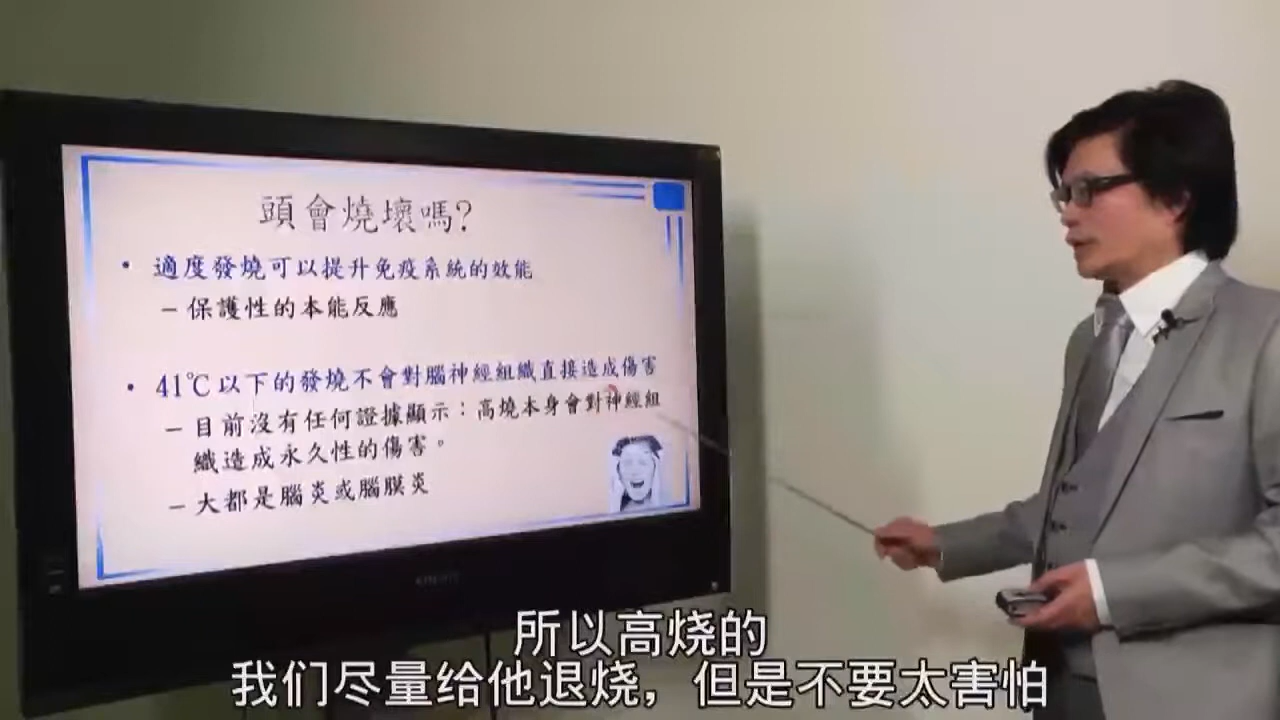 頭會燒壞嗎?
• 適度發燒可以提升免疫系統的效能
– 保護性的本能反應
• 41℃以下的發燒不會對腦神經組織直接造成傷害
– 目前沒有任何證據顯示：高燒本身會對神經組
織造成永久性的傷害。
– 大都是腦炎或腦膜炎
所以高烧的
我们尽量给他退烧，但是不要太害怕